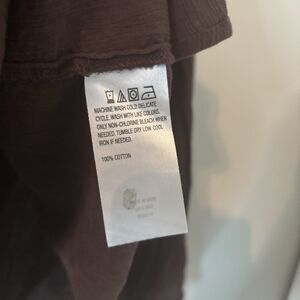 MACHINE WASH COLD DELICATE
CYCLE. WASH WITH LIKE COLORS.
ONLY NON-CHLORINE BLEACH WHEN
NEEDED. TUMBLE DRY LOW. COOL
IRON IF NEEDED.
100% COTTON